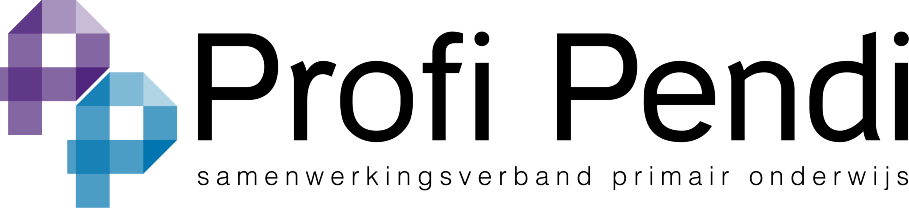 Profi Pendi
samenwerkingsverband primair onderwijs